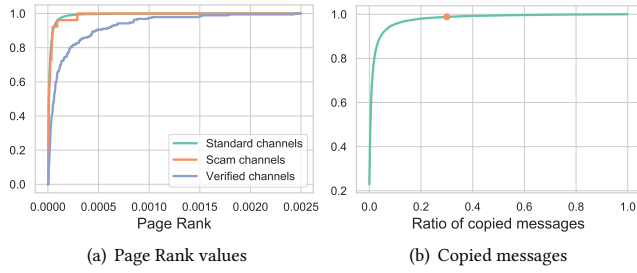 1.0
0.8
0.6
0.4
0.2
0.0
0.0000 0.0005 0.0010 0.0015 0.0020 0.0025
Page Rank
Standard channels
Scam channels
Verified channels
(a) Page Rank values
1.0
0.8
0.6
0.4
0.2
0.0 0.2 0.4 0.6 0.8 1.0
Ratio of copied messages
(b) Copied messages